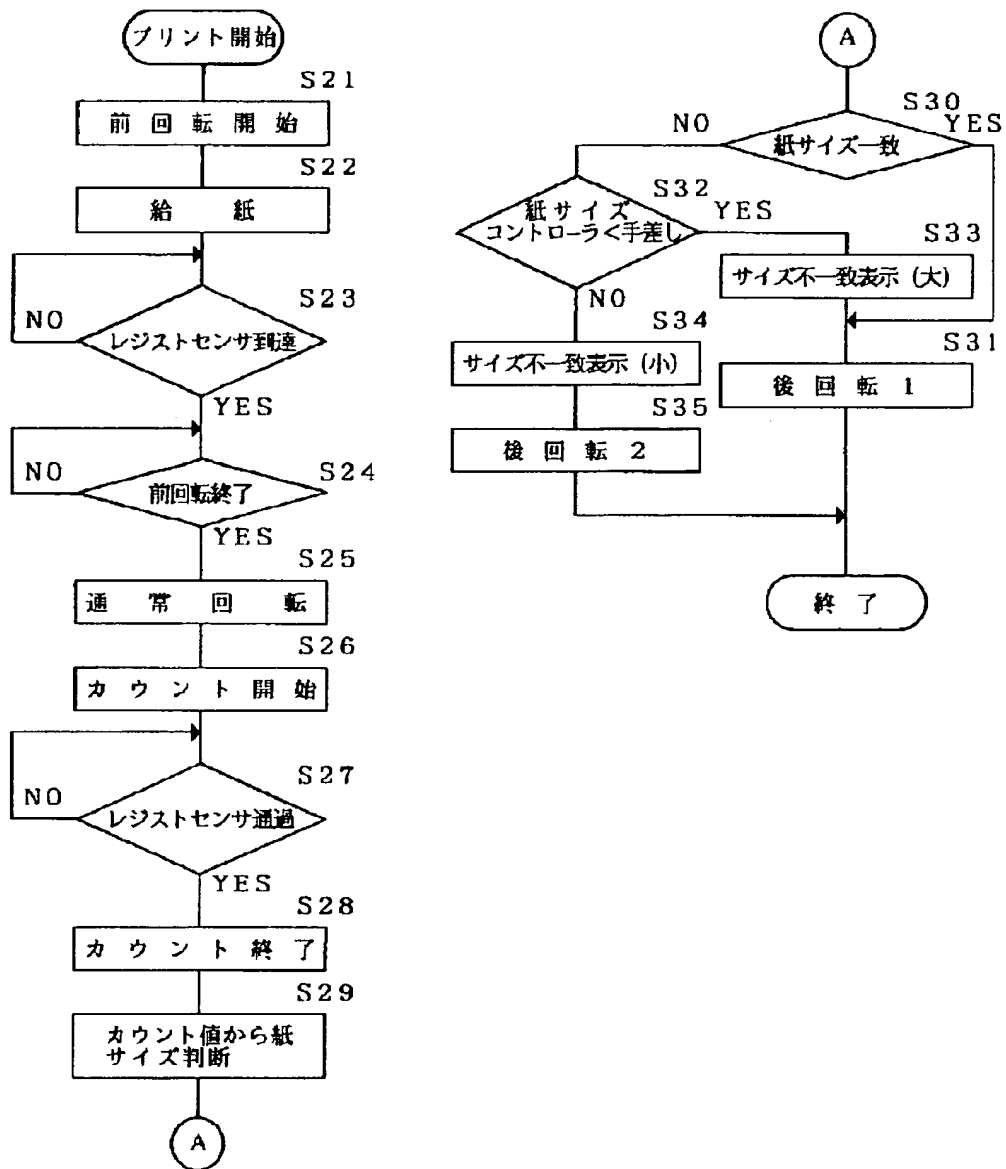 プリント開始
S21
前回転開始
S22
給紙
S23
NO
レジストセンサ到達
YES
NO
S24
前回転終了
YES
S25
通常回転
S26
カウント開始
S27
NO
レジストセンサ通過
YES
S28
カウント終了
S29
カウント値から紙
サイズ判断
A
A
S30
NO
YES
紙サイズ一致
S32
紙サイズ
コントローラ<手差し
YES
NO
S33
サイズ不一致表示(大)
S34
サイズ不一致表示(小)
S31
後回転1
S35
後回転2
終了